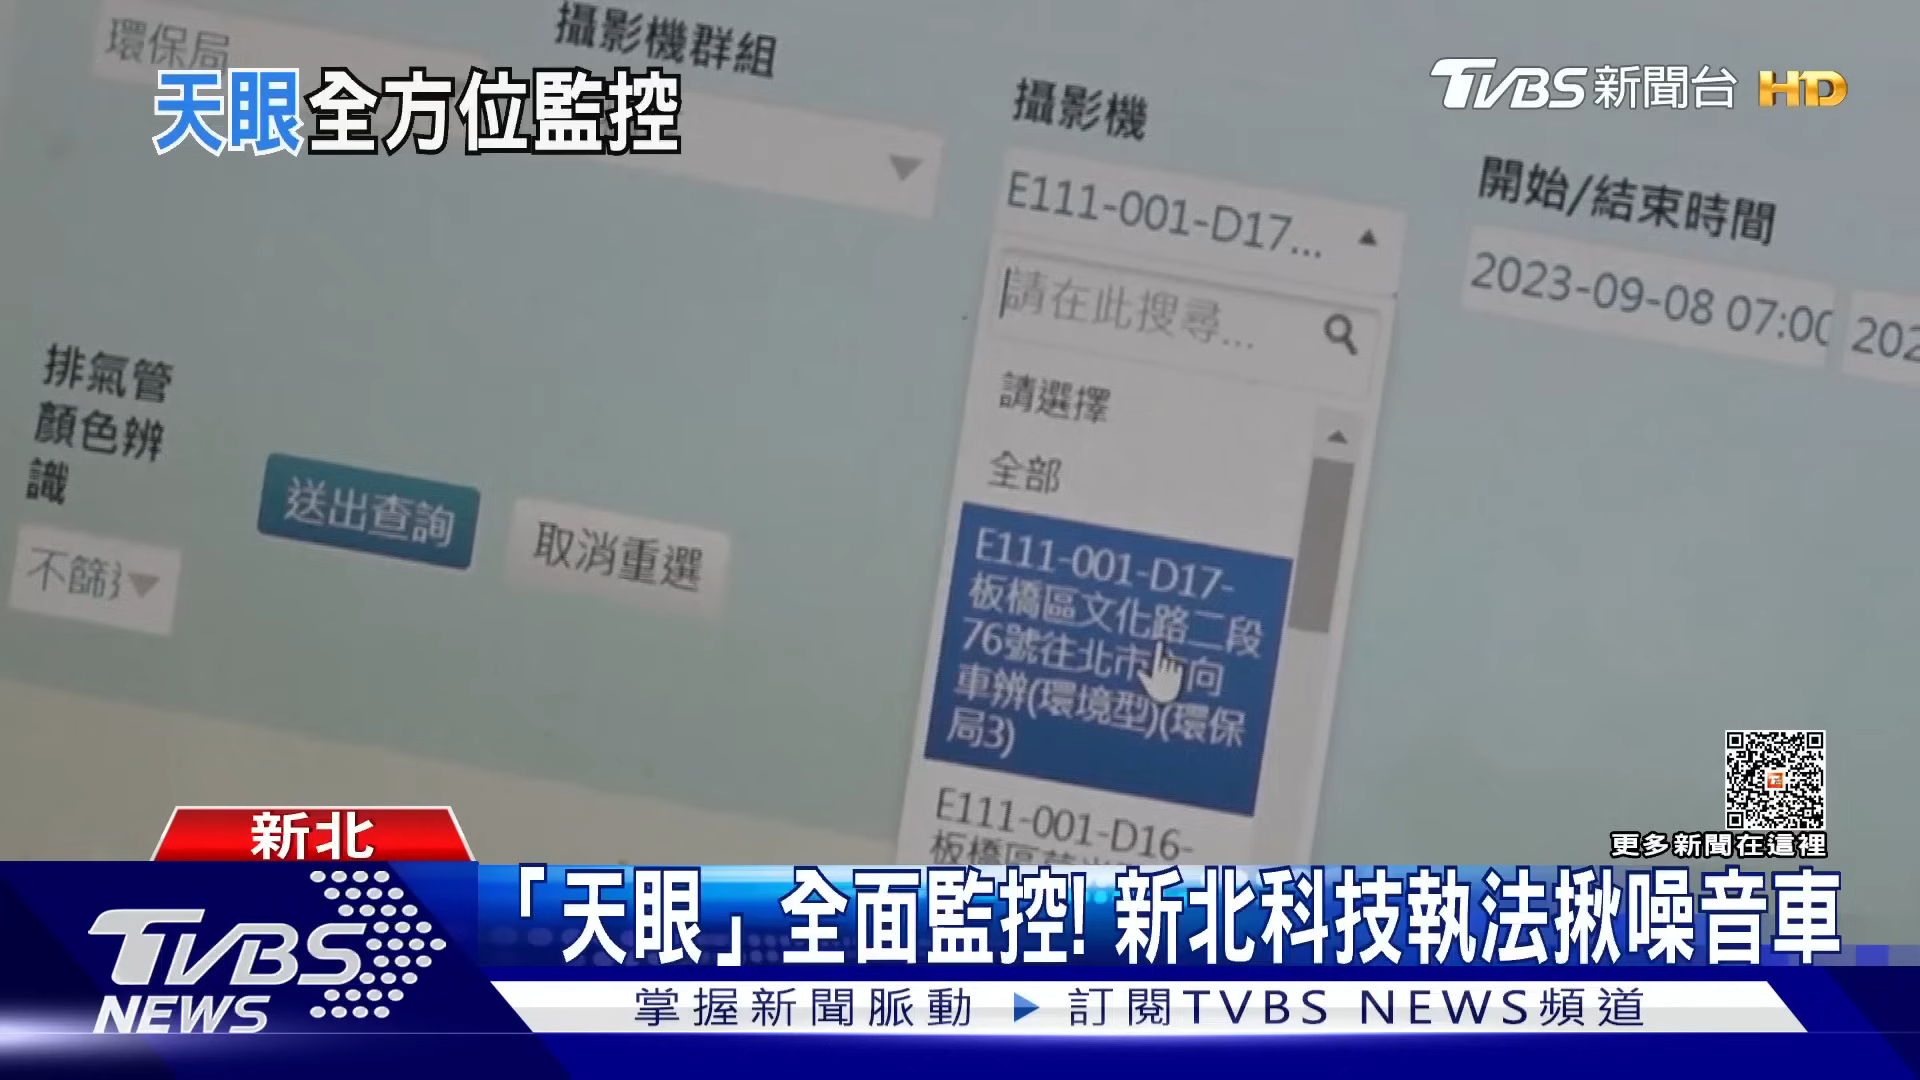 環保局
攝影機群組
天眼全方位監控
攝影機
TVBS新聞台 HD
E111-001-D17...
開始/結束時間
2023-09-08 07:00
202
請在此搜尋...
請選擇
全部
排氣管
顏色辨
識
送出查詢
取消重選
不篩
E111-001-D17-
板橋區文化路二段
76號往北市方向
車辨(環境型)(環保
局3)
E111-001-D16-
板橋區
更多新聞在這裡
新北
「天眼」全面監控! 新北科技執法揪噪音車
TVBS
NEWS
掌握新聞脈動 ▶ 訂閱TVBS NEWS頻道